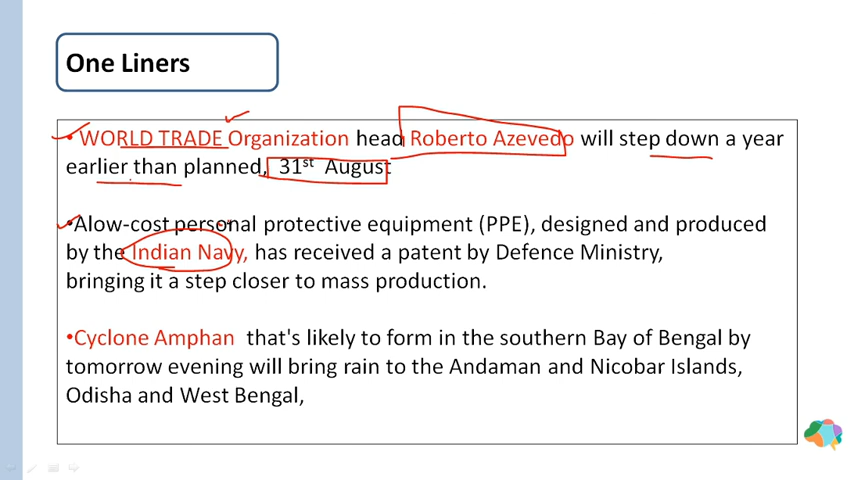 One Liners
• WORLD TRADE Organization head Roberto Azevedo will step down a year
earlier than planned, 31st August
•Alow-cost personal protective equipment (PPE), designed and produced
by the Indian Navy, has received a patent by Defence Ministry,
bringing it a step closer to mass production.
•Cyclone Amphan that's likely to form in the southern Bay of Bengal by
tomorrow evening will bring rain to the Andaman and Nicobar Islands,
Odisha and West Bengal,